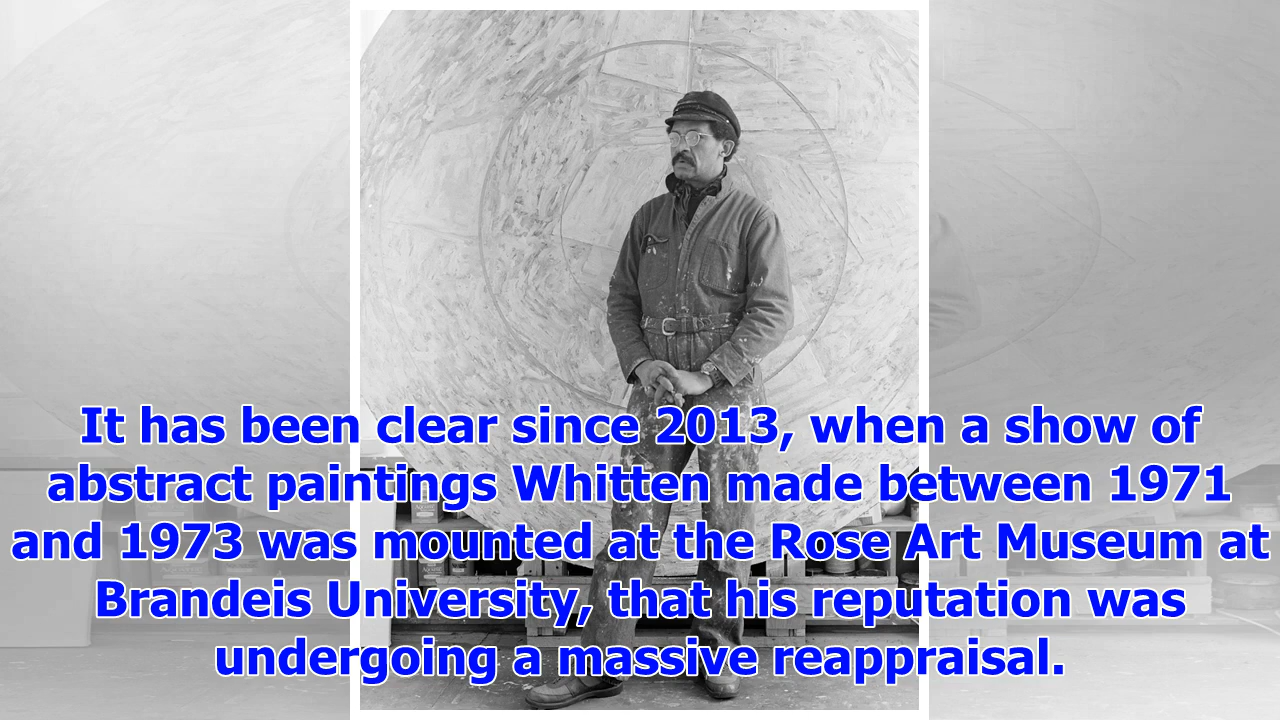 It has been clear since 2013, when a show of
abstract paintings Whitten made between 1971
and 1973 was mounted at the Rose Art Museum at
Brandeis University, that his reputation was
undergoing a massive reappraisal.